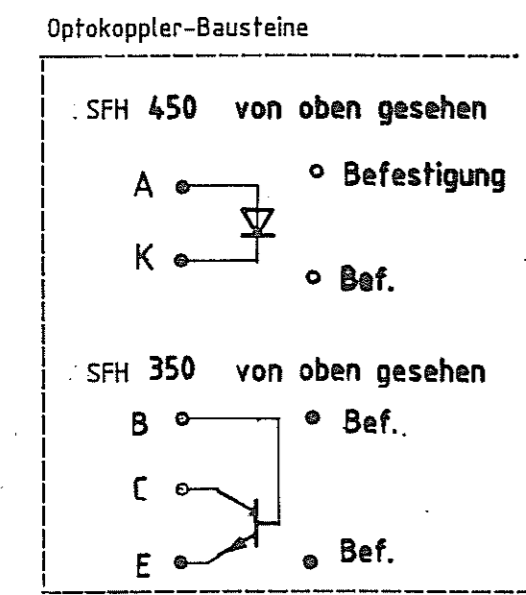 Optokoppler-Bausteine
SFH 450 von oben gesehen
A
Befestigung
K
Bef.
SFH 350 von oben gesehen
B
Bef.
C
E
Bef.